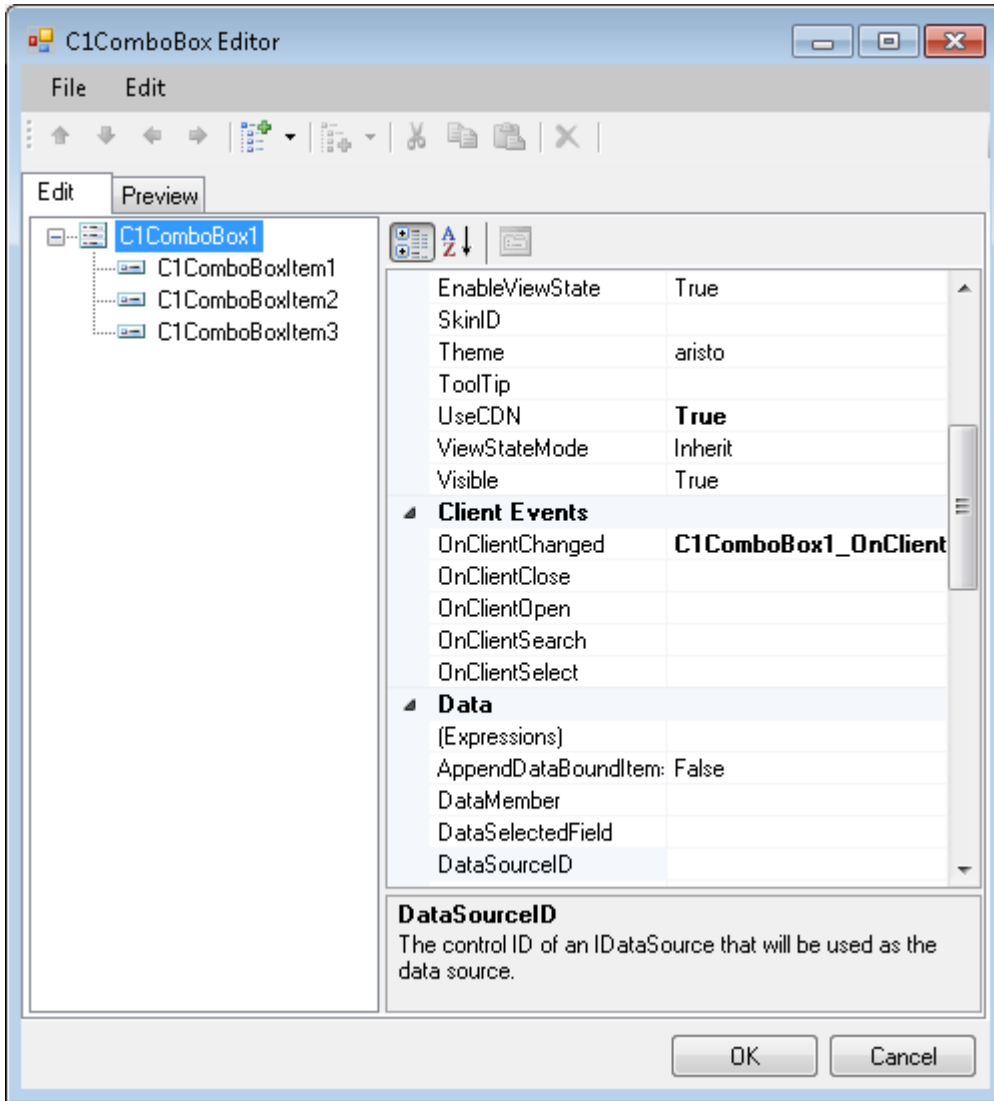 C1ComboBox Editor
File Edit
Edit Preview
C1ComboBox1
C1ComboBoxItem1
C1ComboBoxItem2
C1ComboBoxItem3
EnableViewState True
SkinID
Theme aristo
ToolTip
UseCDN True
ViewStateMode Inherit
Visible True
Client Events
OnClientChanged C1ComboBox1_OnClient
OnClientClose
OnClientOpen
OnClientSearch
OnClientSelect
Data
(Expressions)
AppendDataBoundItem: False
DataMember
DataSelectedField
DataSourceID
DataSourceID
The control ID of an IDataSource that will be used as the
data source.
OK Cancel